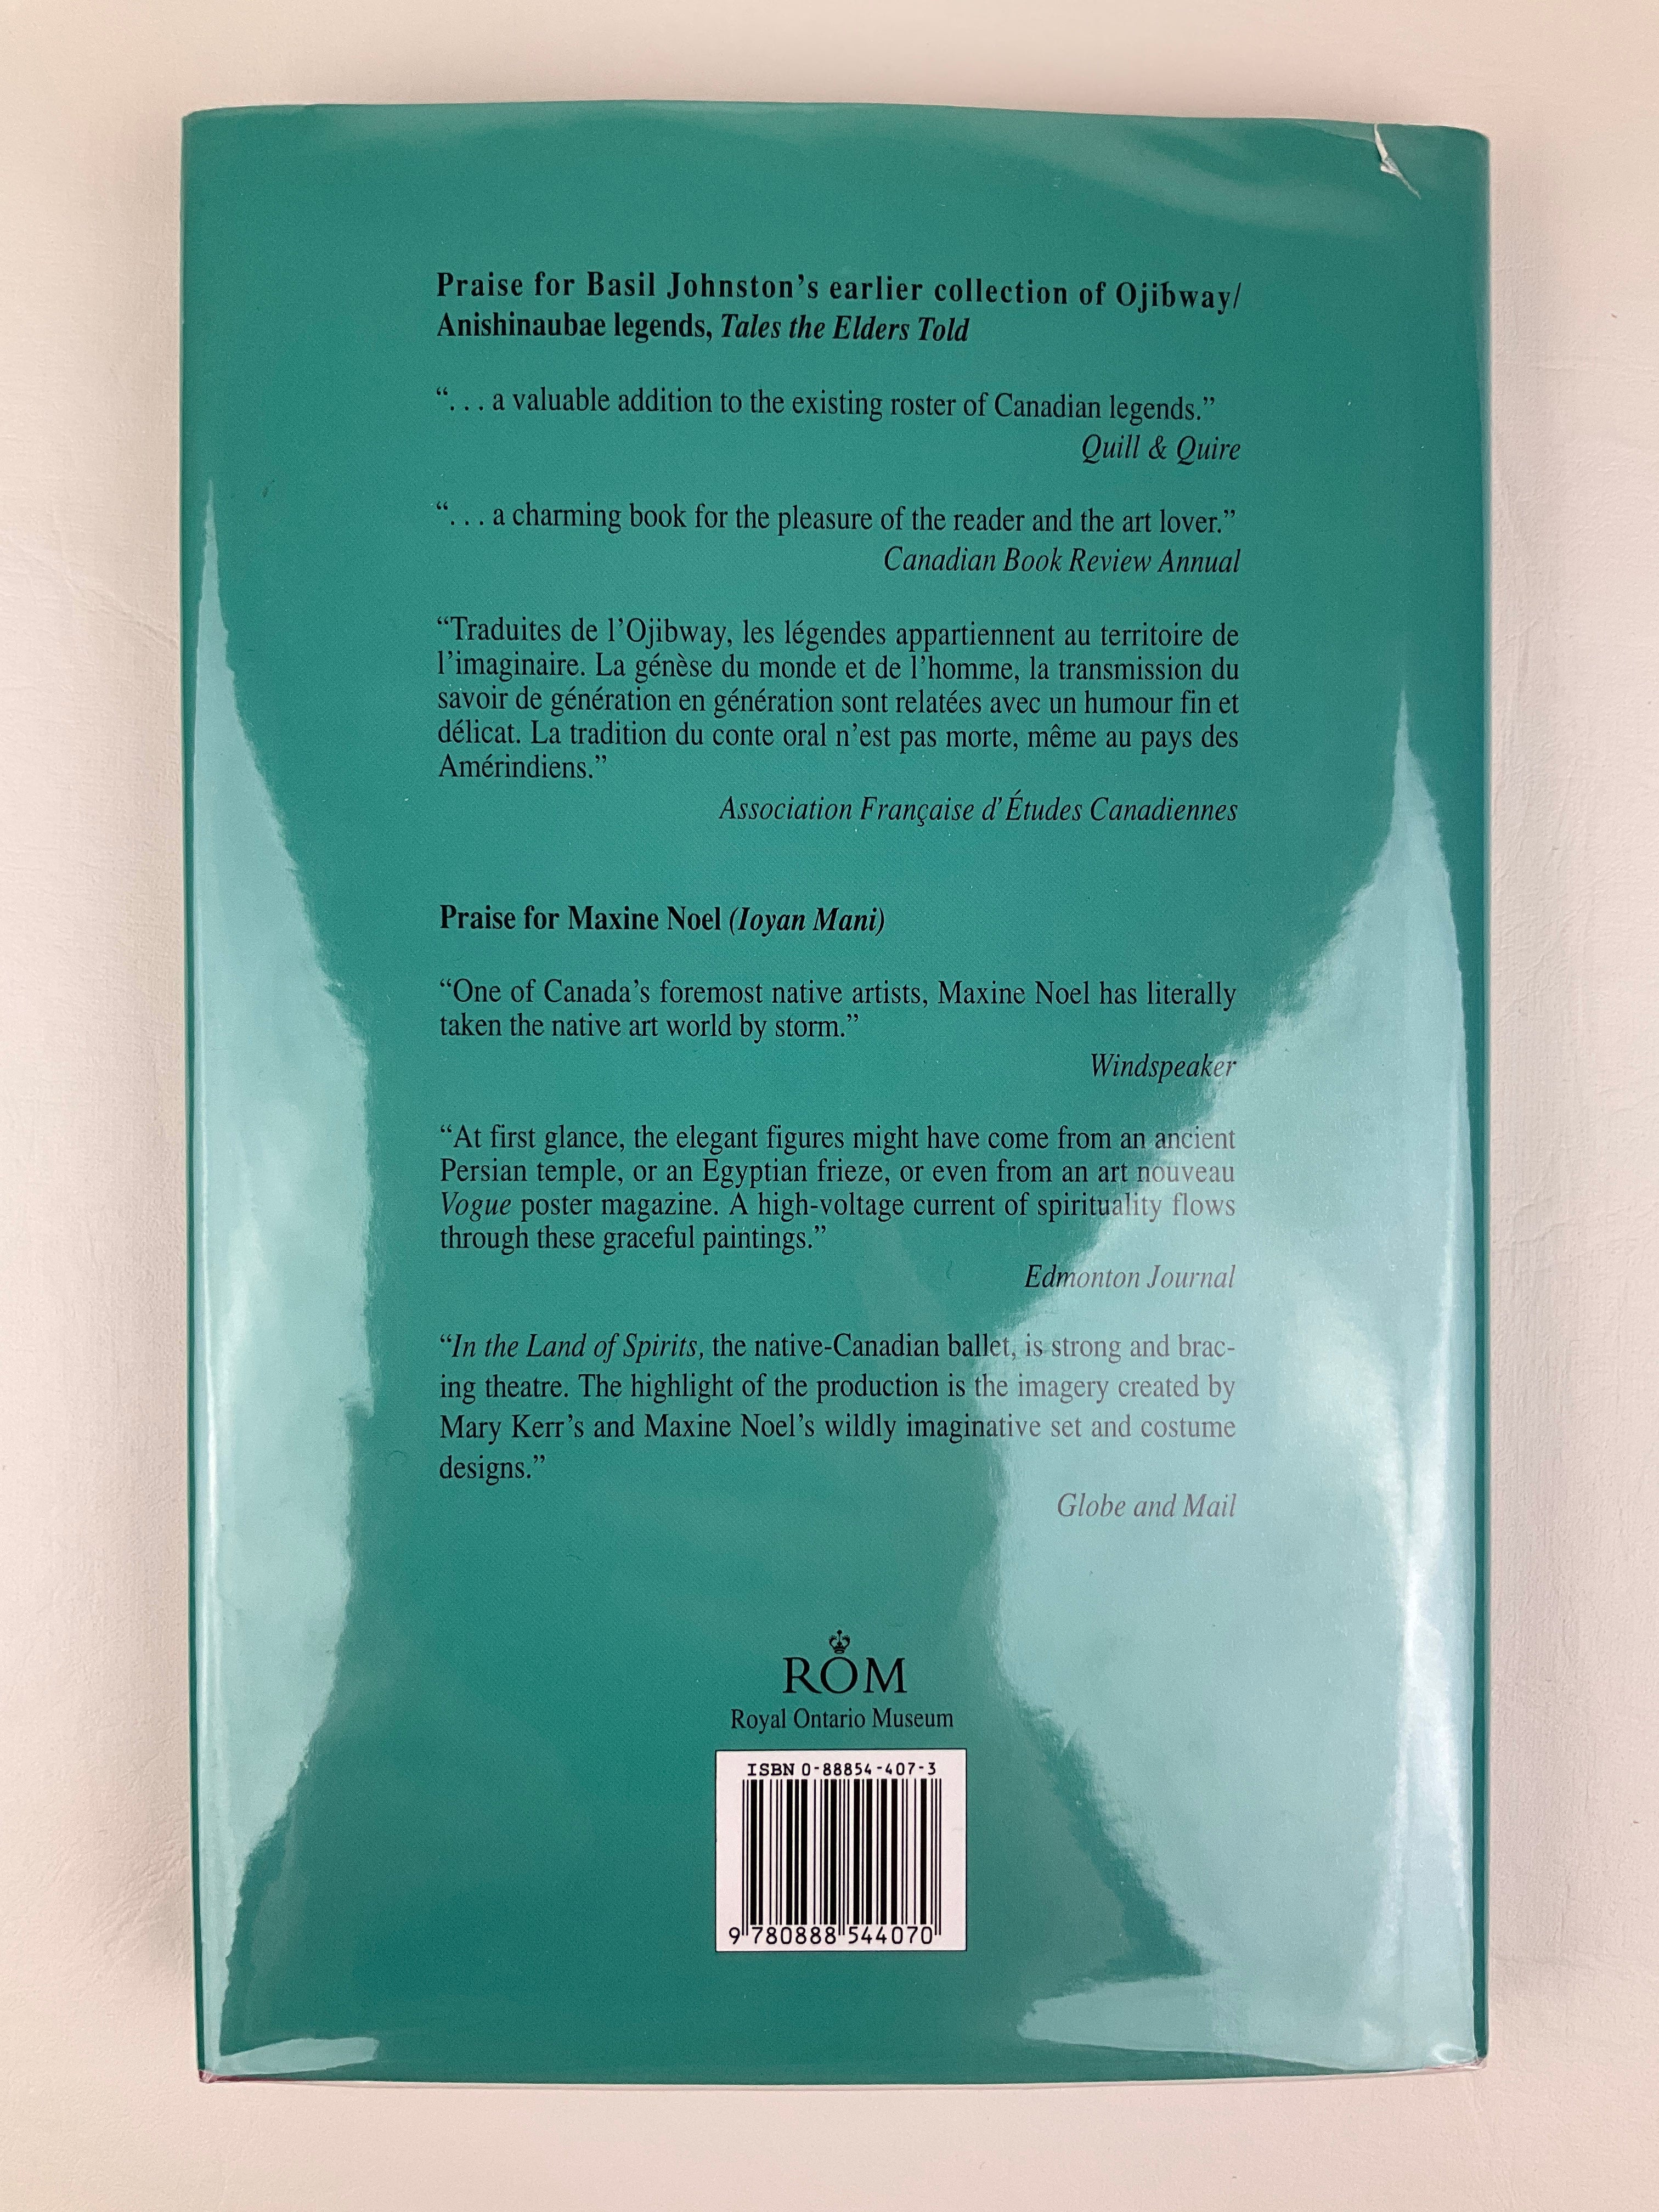 Praise for Basil Johnston's earlier collection of Ojibway/
Anishinaubae legends, Tales the Elders Told
“. . . a valuable addition to the existing roster of Canadian legends.”
Quill & Quire
“. . . a charming book for the pleasure of the reader and the art lover.”
Canadian Book Review Annual
“Traduites de l’Ojibway, les légendes appartiennent au territoire de
l’imaginaire. La génèse du monde et de l’homme, la transmission du
savoir de génération en génération sont relatées avec un humour fin et
délicat. La tradition du conte oral n’est pas morte, même au pays des
Amérindiens.”
Association Française d’Études Canadiennes
Praise for Maxine Noel (Ioyan Mani)
“One of Canada’s foremost native artists, Maxine Noel has literally
taken the native art world by storm.”
Windspeaker
“At first glance, the elegant figures might have come from an ancient
Persian temple, or an Egyptian frieze, or even from an art nouveau
Vogue poster magazine. A high-voltage current of spirituality flows
through these graceful paintings.”
Edmonton Journal
“In the Land of Spirits, the native-Canadian ballet, is strong and brac-
ing theatre. The highlight of the production is the imagery created by
Mary Kerr’s and Maxine Noel’s wildly imaginative set and costume
designs.”
Globe and Mail
ROM
Royal Ontario Museum
ISBN 0-88854-407-3
9 780888 544070